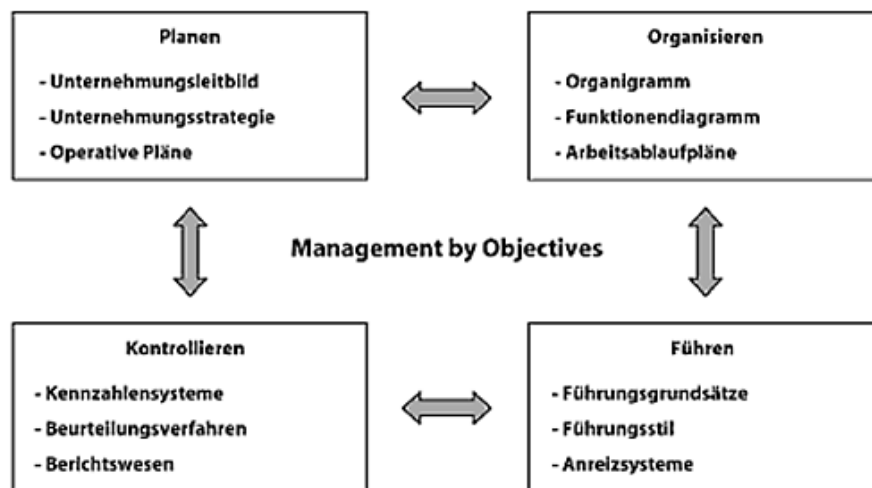 Planen
- Unternehmungsleitbild
- Unternehmungsstrategie
- Operative Pläne
Organisieren
- Organigramm
- Funktionendiagramm
- Arbeitsablaufpläne
Management by Objectives
Kontrollieren
- Kennzahlensysteme
- Beurteilungsverfahren
- Berichtswesen
Führen
- Führungsgrundsätze
- Führungsstil
- Anreizsysteme